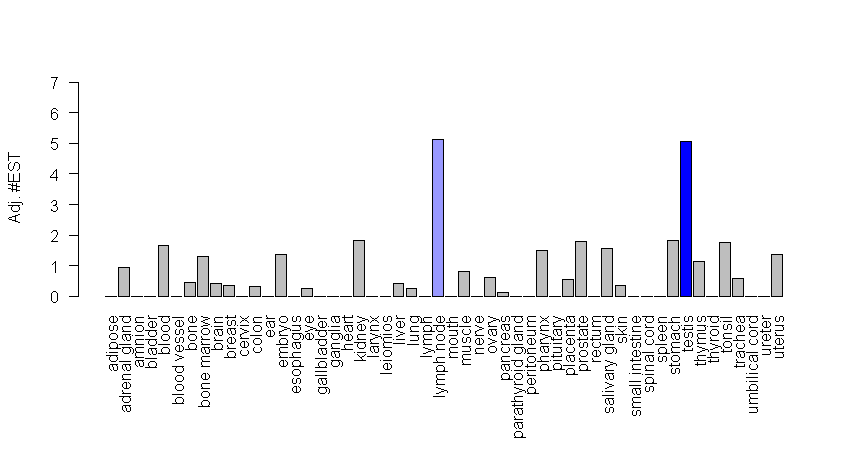 7
6
5
4
3
2
1
0
Adj. #EST
adipose
adrenal gland
amnion
bladder
blood
blood vessel
bone
bone marrow
brain
breast
cervix
colon
ear
embryo
esophagus
eye
gallbladder
ganglia
heart
kidney
larynx
leiomios
liver
lung
lymph
lymph node
mouth
muscle
nerve
ovary
pancreas
parathyroid gland
peritoneum
pharynx
pituitary
placenta
prostate
rectum
salivary gland
skin
small intestine
spinal cord
spleen
stomach
testis
thymus
thyroid
tonsil
trachea
umbilical cord
ureter
uterus